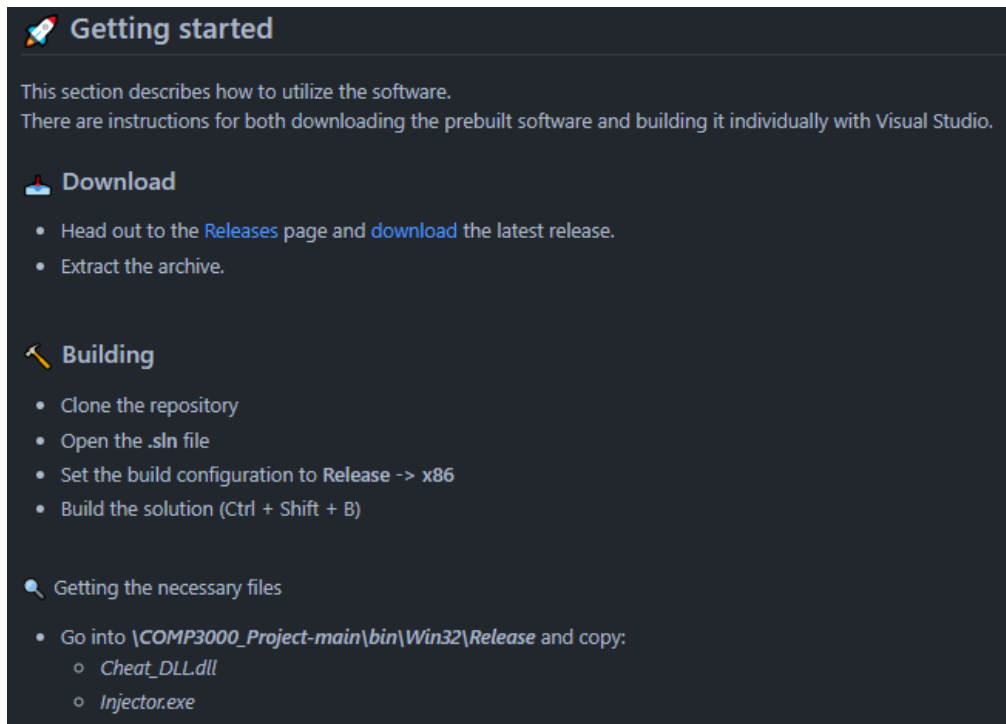 Getting started
This section describes how to utilize the software.
There are instructions for both downloading the prebuilt software and building it individually with Visual Studio.
Download
Head out to the Releases page and download the latest release.
Extract the archive.
Building
Clone the repository
Open the .sln file
Set the build configuration to Release -> x86
Build the solution (Ctrl + Shift + B)
Getting the necessary files
Go into \COMP3000_Project-main\bin\Win32\Release and copy:
Cheat_DLL.dll
Injector.exe